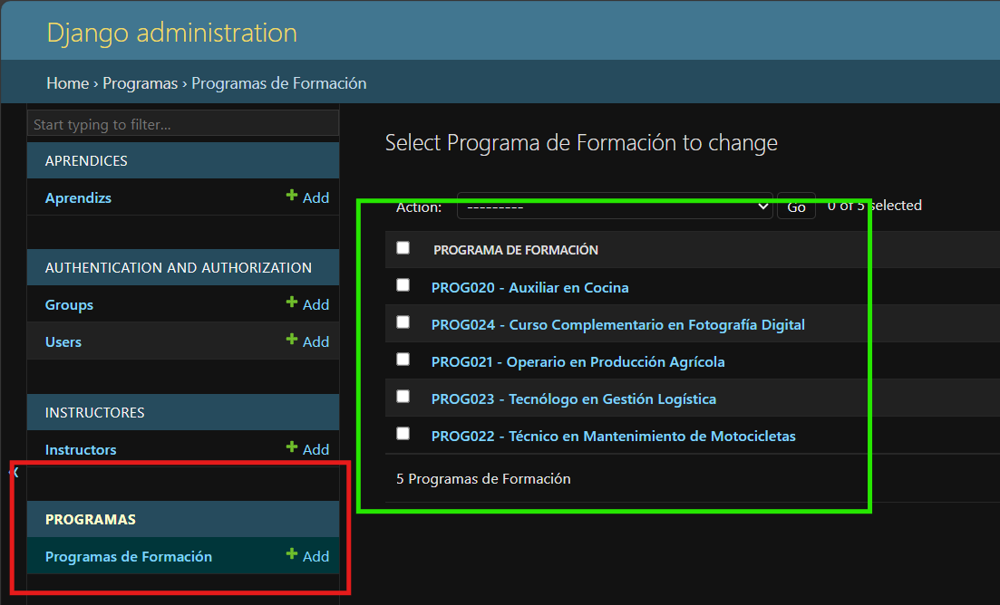 Django administration
Home › Programas › Programas de Formación
Start typing to filter...
APRENDICES
Aprendizs
Add
AUTHENTICATION AND AUTHORIZATION
Groups
Add
Users
Add
INSTRUCTORES
Instructors
Add
PROGRAMAS
Programas de Formación
Add
Select Programa de Formación to change
Action: --------- Go 0 of 5 selected
PROGRAMA DE FORMACIÓN
PROG020 - Auxiliar en Cocina
PROG024 - Curso Complementario en Fotografía Digital
PROG021 - Operario en Producción Agrícola
PROG023 - Tecnólogo en Gestión Logística
PROG022 - Técnico en Mantenimiento de Motocicletas
5 Programas de Formación